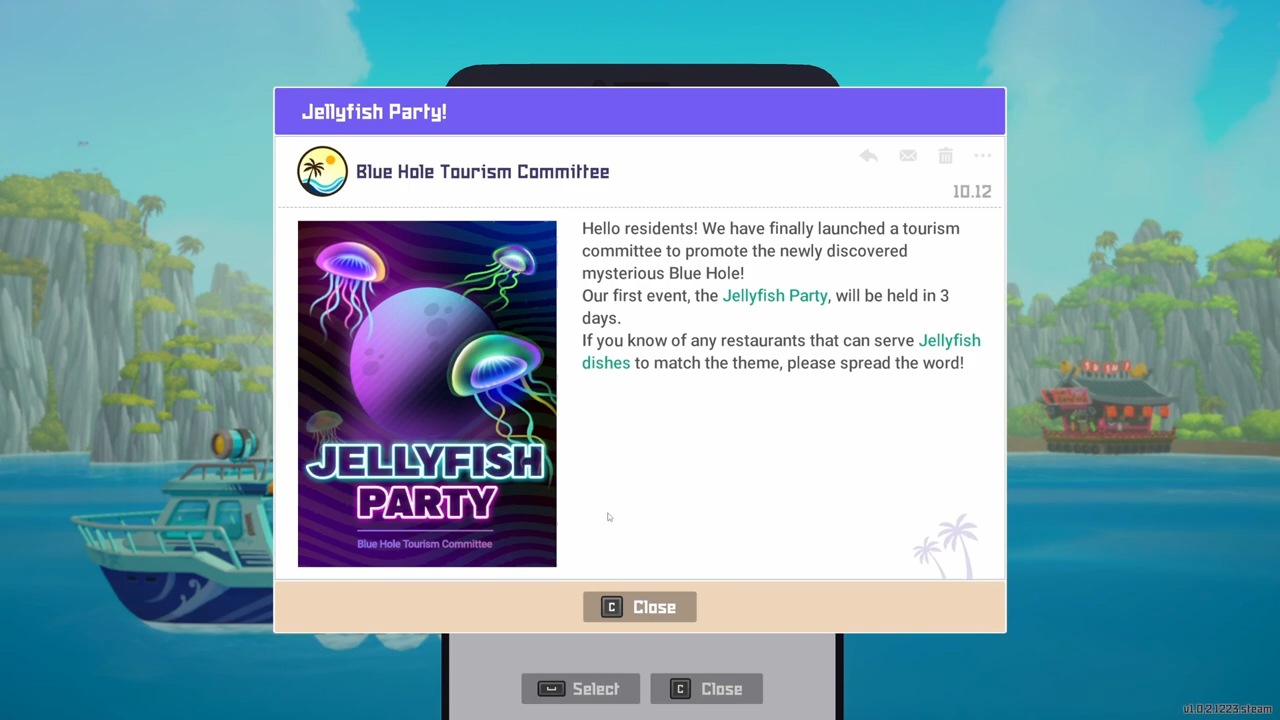 Jellyfish Party!
Blue Hole Tourism Committee
10.12
Hello residents! We have finally launched a tourism
committee to promote the newly discovered
mysterious Blue Hole!
Our first event, the Jellyfish Party, will be held in 3
days.
If you know of any restaurants that can serve Jellyfish
dishes to match the theme, please spread the word!
JELLYFISH
PARTY
Blue Hole Tourism Committee
C Close
Select
C Close
v1.0.2.1223.steam